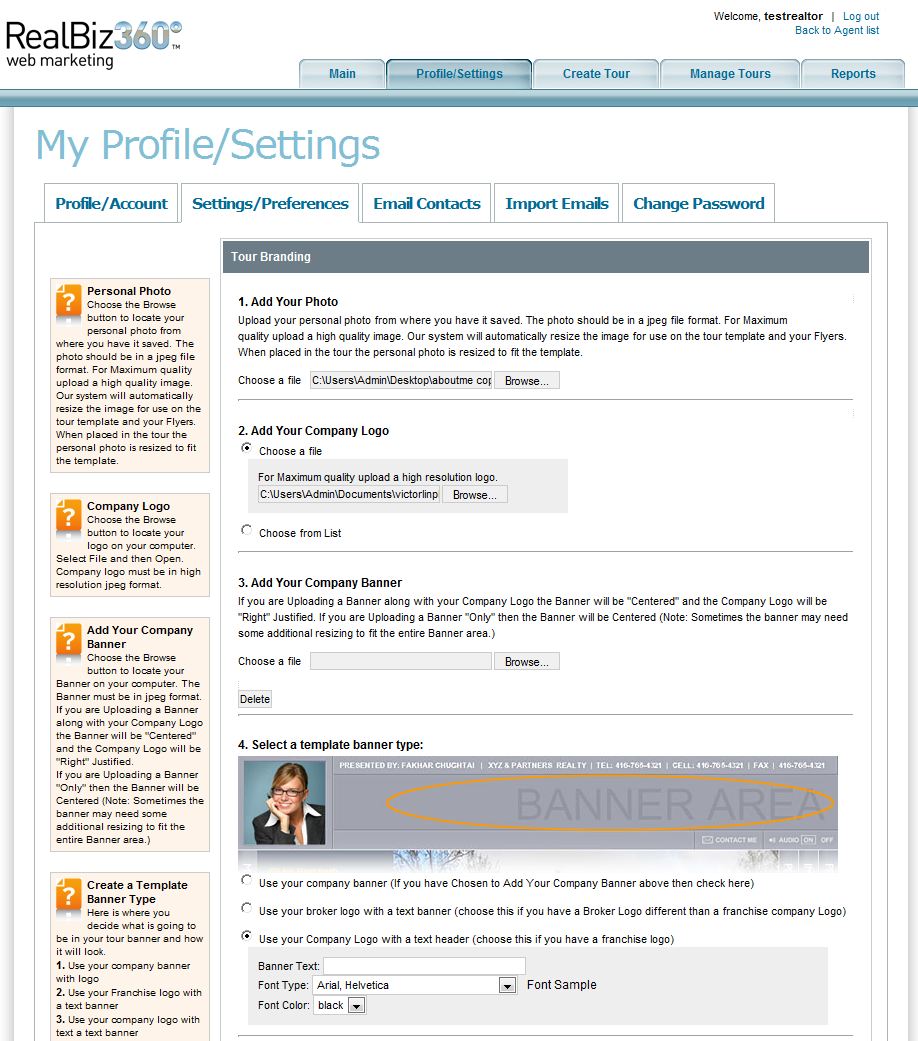 Welcome, testrealtor | Log out
Back to Agent list
RealBiz360°™
web marketing
Main
Profile/Settings
Create Tour
Manage Tours
Reports
My Profile/Settings
Profile/Account
Settings/Preferences
Email Contacts
Import Emails
Change Password
Personal Photo
Choose the Browse
button to locate your
personal photo from
where you have it saved. The
photo should be in a jpeg file
format. For Maximum quality
upload a high quality image.
Our system will automatically
resize the image for use on the
tour template and your Flyers.
When placed in the tour the
personal photo is resized to fit
the template.
Company Logo
Choose the Browse
button to locate your
logo on your computer.
Select File and then Open.
Company logo must be in high
resolution jpeg format.
Add Your Company
Banner
Choose the Browse
button to locate your
Banner on your computer. The
Banner must be in jpeg format.
If you are Uploading a Banner
along with your Company Logo
the Banner will be "Centered"
and the Company Logo will be
"Right" Justified.
If you are Uploading a Banner
"Only" then the Banner will be
Centered (Note: Sometimes the
banner may need some
additional resizing to fit the
entire Banner area.)
Create a Template
Banner Type
Here is where you
decide what is going to
be in your tour banner and how
it will look.
1. Use your company banner
with logo
2. Use your Franchise logo with
a text banner
3. Use your company logo with
text a text banner
Tour Branding
1. Add Your Photo
Upload your personal photo from where you have it saved. The photo should be in a jpeg file format. For Maximum
quality upload a high quality image. Our system will automatically resize the image for use on the tour template and your Flyers.
When placed in the tour the personal photo is resized to fit the template.
Choose a file C:\Users\Admin\Desktop\aboutme cop Browse...
2. Add Your Company Logo
Choose a file
For Maximum quality upload a high resolution logo.
C:\Users\Admin\Documents\victorlinpl Browse...
Choose from List
3. Add Your Company Banner
If you are Uploading a Banner along with your Company Logo the Banner will be "Centered" and the Company Logo will be
"Right" Justified. If you are Uploading a Banner "Only" then the Banner will be Centered (Note: Sometimes the banner may need
some additional resizing to fit the entire Banner area.)
Choose a file Browse...
Delete
4. Select a template banner type:
PRESENTED BY: FAKHAR CHUGHTAI | XYZ & PARTNERS REALTY | TEL: 416-765-4321 | CELL: 416-765-4321 | FAX | 416-765-4321
BANNER AREA
CONTACT ME AUDIO ON OFF
Use your company banner (If you have Chosen to Add Your Company Banner above then check here)
Use your broker logo with a text banner (choose this if you have a Broker Logo different than a franchise company Logo)
Use your Company Logo with a text header (choose this if you have a franchise logo)
Banner Text:
Font Type: Arial, Helvetica Font Sample
Font Color: black